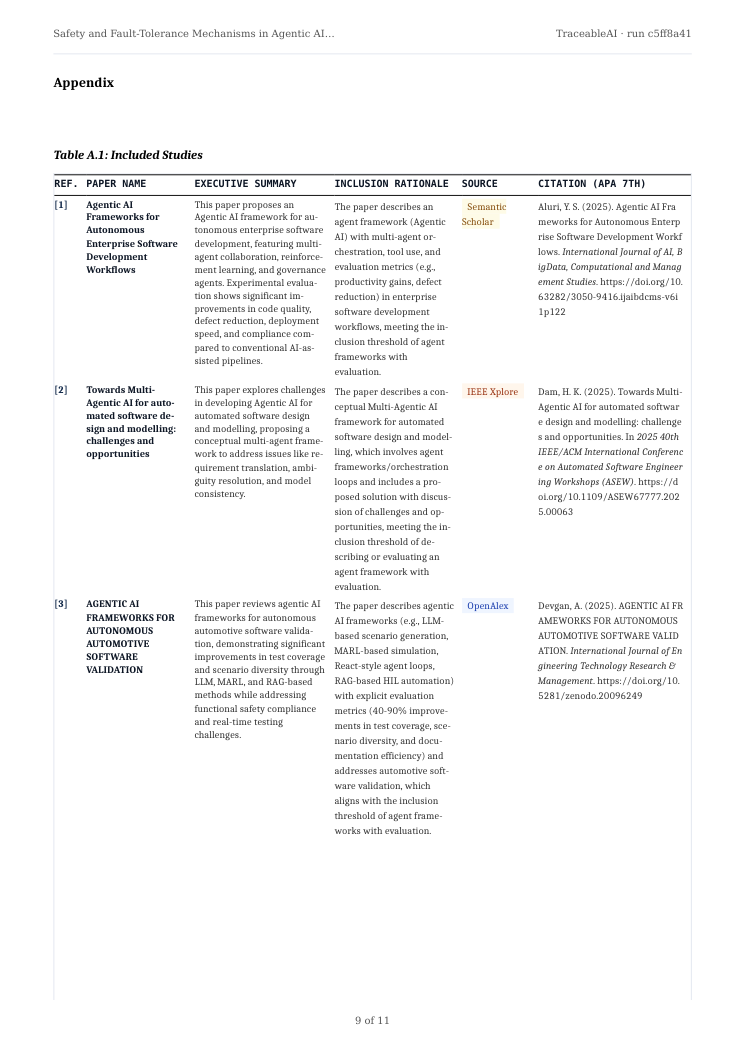 Safety and Fault-Tolerance Mechanisms in Agentic AI...
TraceableAI · run c5ff8a41
Appendix
Table A.1: Included Studies
REF. PAPER NAME EXECUTIVE SUMMARY INCLUSION RATIONALE SOURCE CITATION (APA 7TH)
[1]
Agentic AI
Frameworks for
Autonomous
Enterprise Software
Development
Workflows
This paper proposes an
Agentic AI framework for au-
tonomous enterprise software
development, featuring multi-
agent collaboration, reinforce-
ment learning, and governance
agents. Experimental evalua-
tion shows significant im-
provements in code quality,
defect reduction, deployment
speed, and compliance com-
pared to conventional AI-as-
sisted pipelines.
The paper describes an
agent framework (Agentic
AI) with multi-agent or-
chestration, tool use, and
evaluation metrics (e.g.,
productivity gains, defect
reduction) in enterprise
software development
workflows, meeting the in-
clusion threshold of agent
frameworks with
evaluation.
Semantic
Scholar
Aluri, Y. S. (2025). Agentic AI Fra
meworks for Autonomous Enterp
rise Software Development Workf
lows. International Journal of AI, B
igData, Computational and Manag
ement Studies. https://doi.org/10.
63282/3050-9416.ijaibdcms-v6i
1p122
[2]
Towards Multi-
Agentic AI for auto-
mated software de-
sign and modelling:
challenges and
opportunities
This paper explores challenges
in developing Agentic AI for
automated software design
and modelling, proposing a
conceptual multi-agent frame-
work to address issues like re-
quirement translation, ambi-
guity resolution, and model
consistency.
The paper describes a con-
ceptual Multi-Agentic AI
framework for automated
software design and model-
ling, which involves agent
frameworks/orchestration
loops and includes a pro-
posed solution with discus-
sion of challenges and op-
portunities, meeting the in-
clusion threshold of de-
scribing or evaluating an
agent framework with
evaluation.
IEEE Xplore
Dam, H. K. (2025). Towards Multi-
Agentic AI for automated softwar
e design and modelling: challenge
s and opportunities. In 2025 40th
IEEE/ACM International Conferenc
e on Automated Software Engineer
ing Workshops (ASEW). https://d
oi.org/10.1109/ASEW67777.202
5.00063
[3]
AGENTIC AI
FRAMEWORKS FOR
AUTONOMOUS
AUTOMOTIVE
SOFTWARE
VALIDATION
This paper reviews agentic AI
frameworks for autonomous
automotive software valida-
tion, demonstrating significant
improvements in test coverage
and scenario diversity through
LLM, MARL, and RAG-based
methods while addressing
functional safety compliance
and real-time testing
challenges.
The paper describes agentic
AI frameworks (e.g., LLM-
based scenario generation,
MARL-based simulation,
React-style agent loops,
RAG-based HIL automation)
with explicit evaluation
metrics (40-90% improve-
ments in test coverage, sce-
nario diversity, and docu-
mentation efficiency) and
addresses automotive soft-
ware validation, which
aligns with the inclusion
threshold of agent frame-
works with evaluation.
OpenAlex
Devgan, A. (2025). AGENTIC AI FR
AMEWORKS FOR AUTONOMOUS
AUTOMOTIVE SOFTWARE VALID
ATION. International Journal of En
gineering Technology Research &
Management. https://doi.org/10.
5281/zenodo.20096249
9 of 11